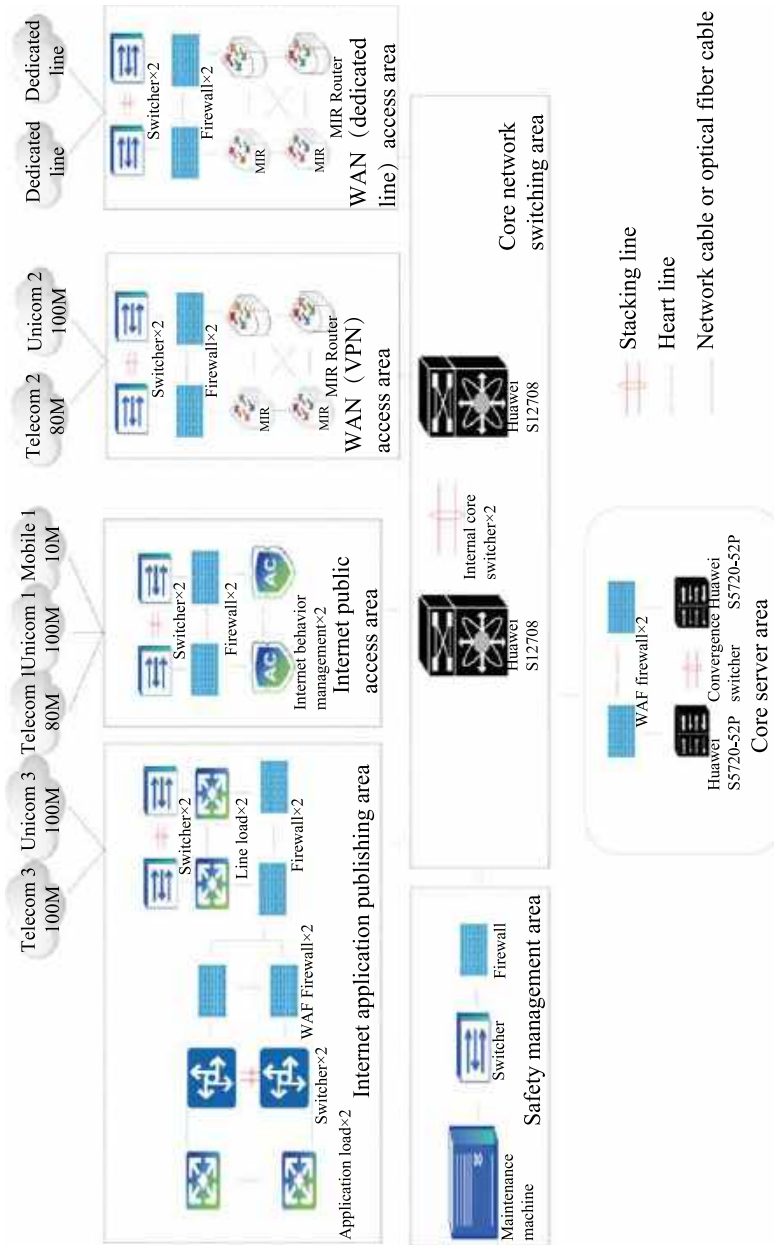 Telecom 3
100M
Unicom 3
100M
Telecom 1
80M
Unicom 1
100M
Mobile 1
10M
Telecom 2
80M
Unicom 2
100M
Dedicated
line
Dedicated
line
Switcher×2
Line load×2
Firewall×2
WAF Firewall×2
Switcher×2
Application load×2
Internet application publishing area
Switcher×2
Firewall×2
AC
AC
Internet behavior
management×2
Internet public
access area
Switcher×2
Firewall×2
MIR
MIR
MIR Router
WAN（VPN）
access area
Switcher×2
Firewall×2
MIR
MIR
MIR Router
WAN（dedicated
line）access area
Maintenance
machine
Switcher
Firewall
Safety management area
Huawei
S12708
Internal core
switcher×2
Huawei
S12708
Core network
switching area
WAF firewall×2
Huawei
S5720-52P
Convergence
switcher
Huawei
S5720-52P
Core server area
Stacking line
Heart line
Network cable or optical fiber cable